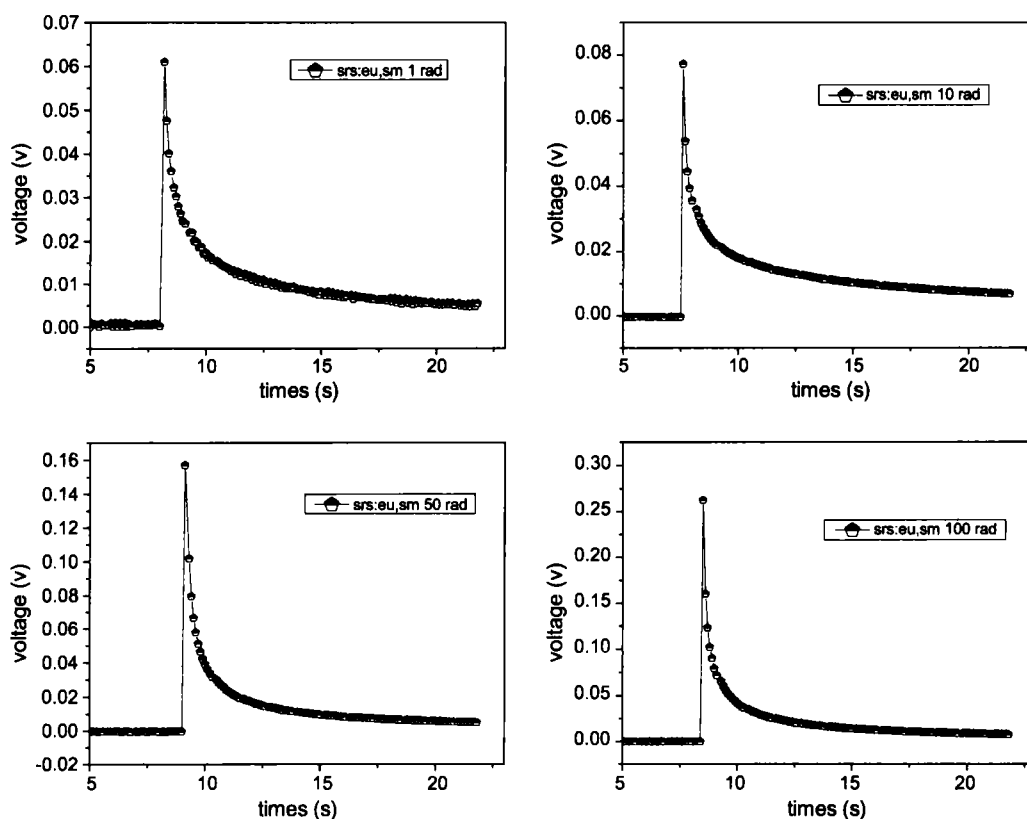 0.07
0.06
0.05
0.04
0.03
0.02
0.01
0.00
voltage (v)
srs:eu,sm 1 rad
5 10 15 20
times (s)
0.08
0.06
0.04
0.02
0.00
voltage (v)
srs:eu,sm 10 rad
5 10 15 20
times (s)
0.16
0.14
0.12
0.10
0.08
0.06
0.04
0.02
0.00
-0.02
voltage (v)
srs:eu,sm 50 rad
5 10 15 20
times (s)
0.30
0.25
0.20
0.15
0.10
0.05
0.00
voltage (v)
srs:eu,sm 100 rad
5 10 15 20
times (s)